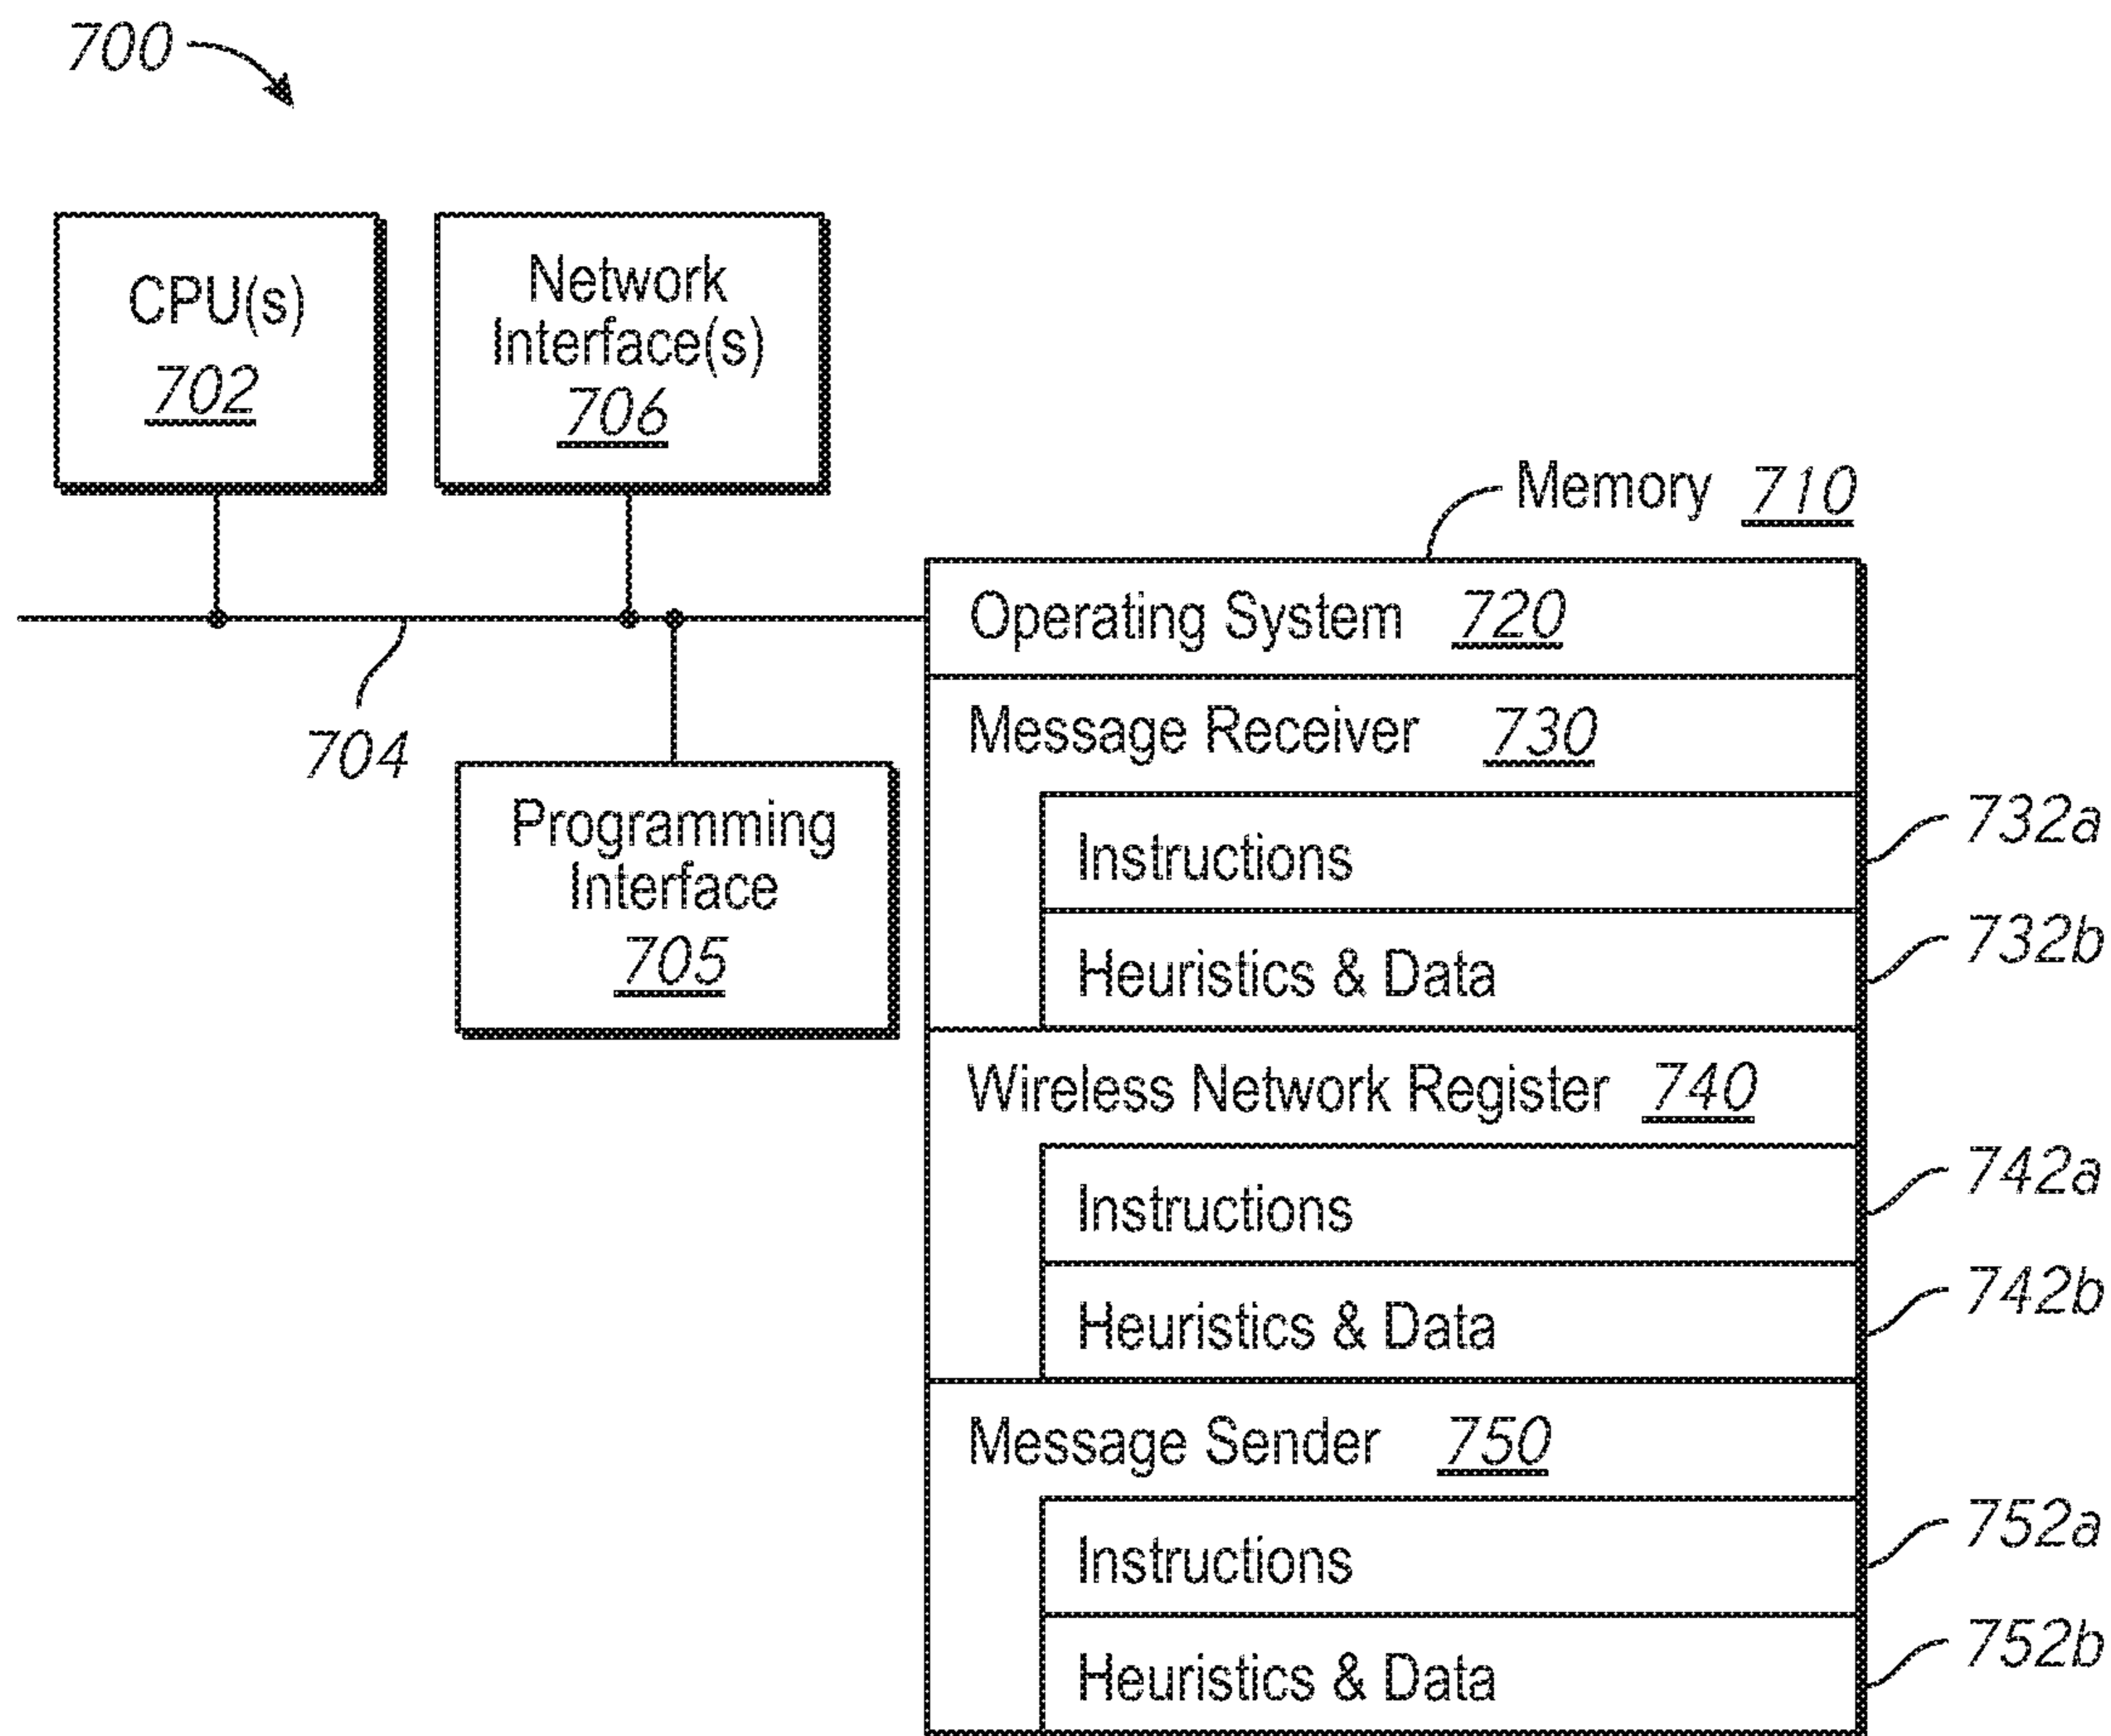 700
CPU(s)
702
Network
Interface(s)
706
Memory 710
704
Programming
Interface
705
Operating System 720
Message Receiver 730
Instructions 732a
Heuristics & Data 732b
Wireless Network Register 740
Instructions 742a
Heuristics & Data 742b
Message Sender 750
Instructions 752a
Heuristics & Data 752b